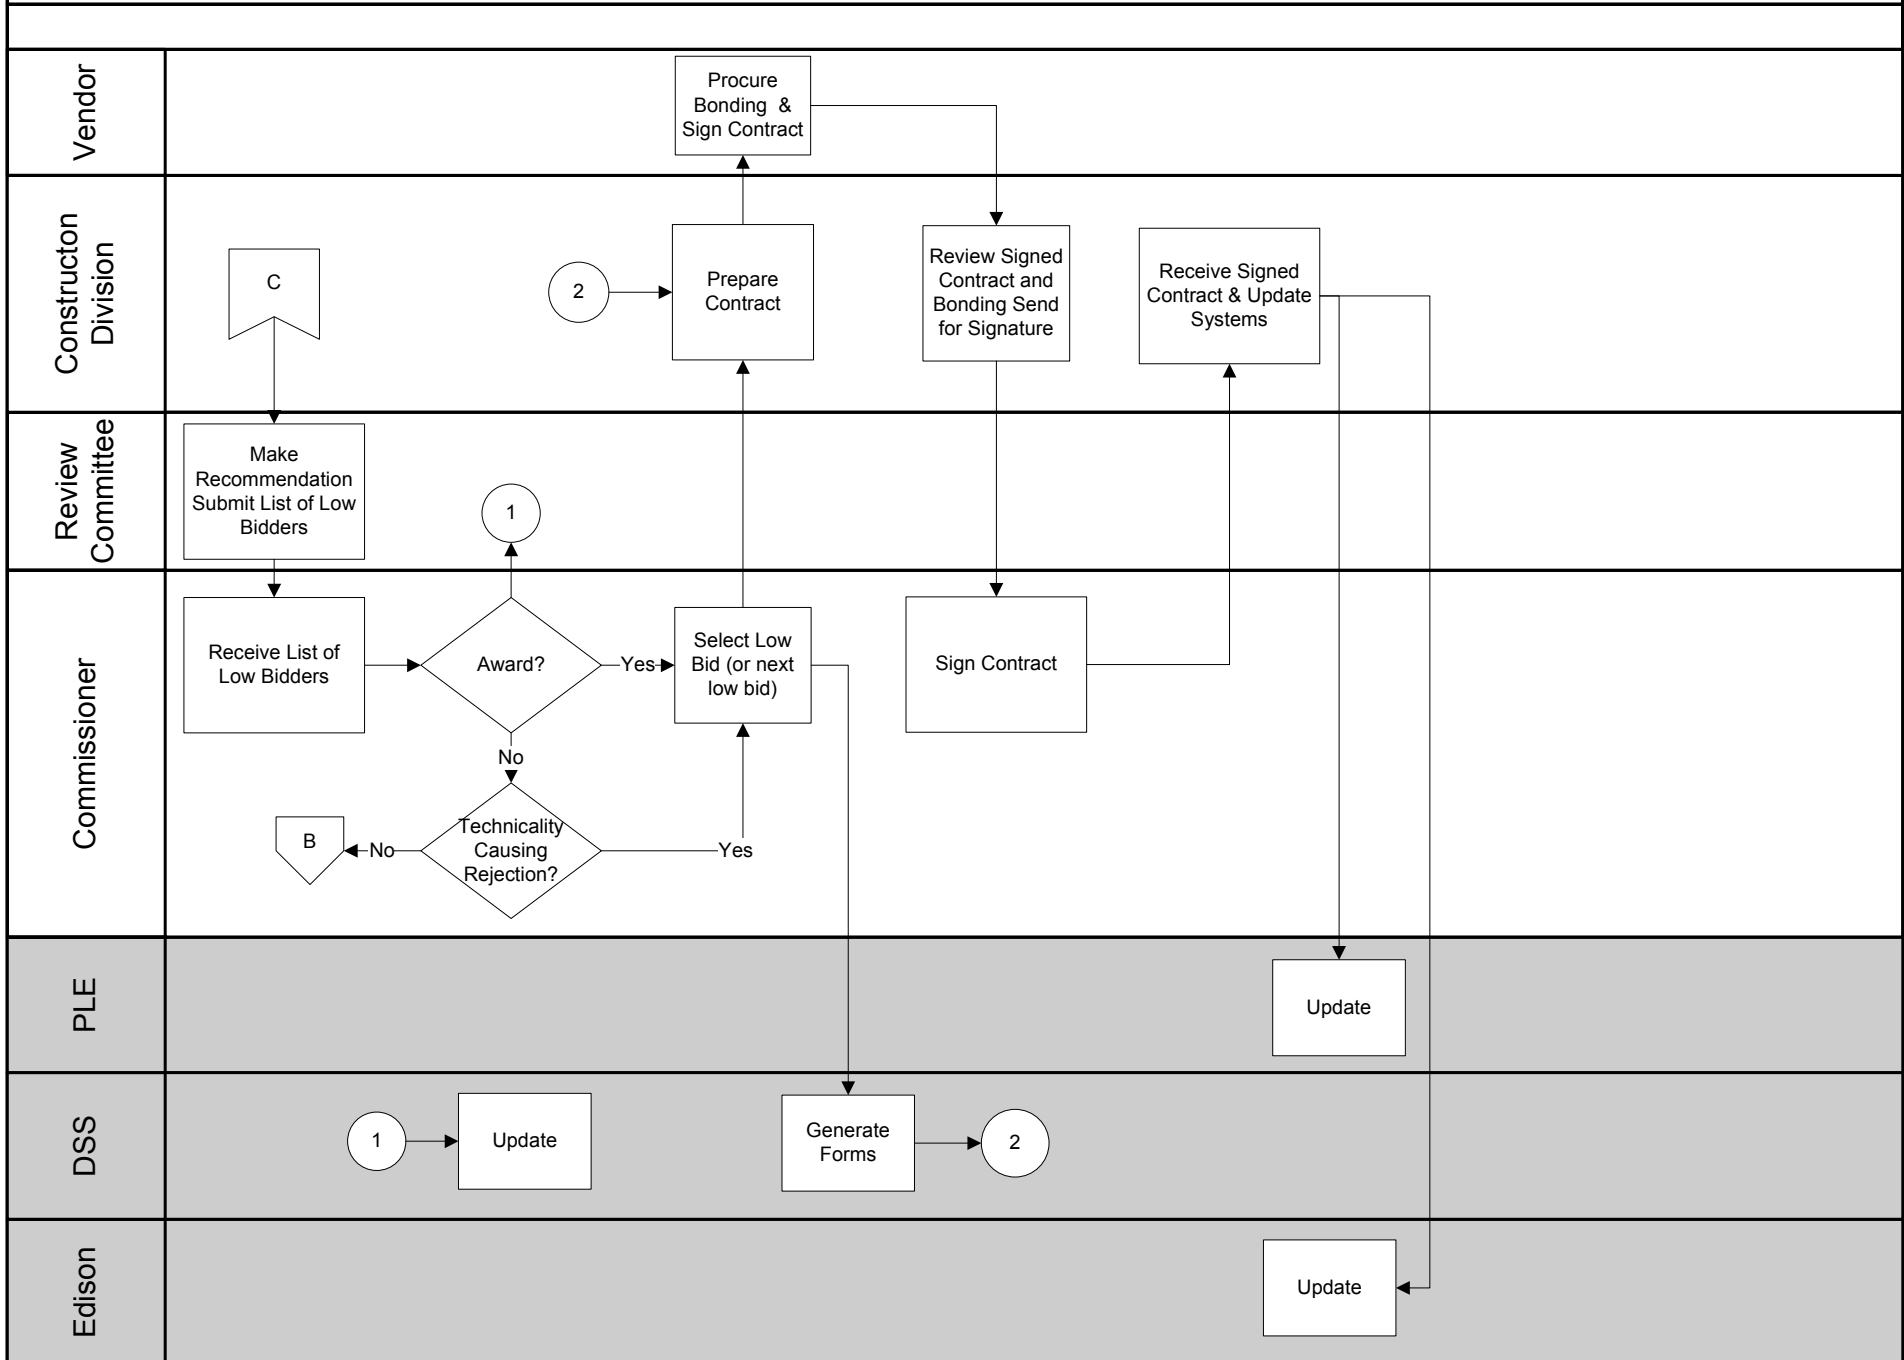 Vendor
Procure
Bonding &
Sign Contract
Constructon
Division
C
2
Prepare
Contract
Review Signed
Contract and
Bonding Send
for Signature
Receive Signed
Contract & Update
Systems
Review
Committee
Make
Recommendation
Submit List of Low
Bidders
1
Commissioner
Receive List of
Low Bidders
Award?
Yes
Select Low
Bid (or next
low bid)
Sign Contract
No
B
No
Technicality
Causing
Rejection?
Yes
PLE
Update
DSS
1
Update
Generate
Forms
2
Edison
Update